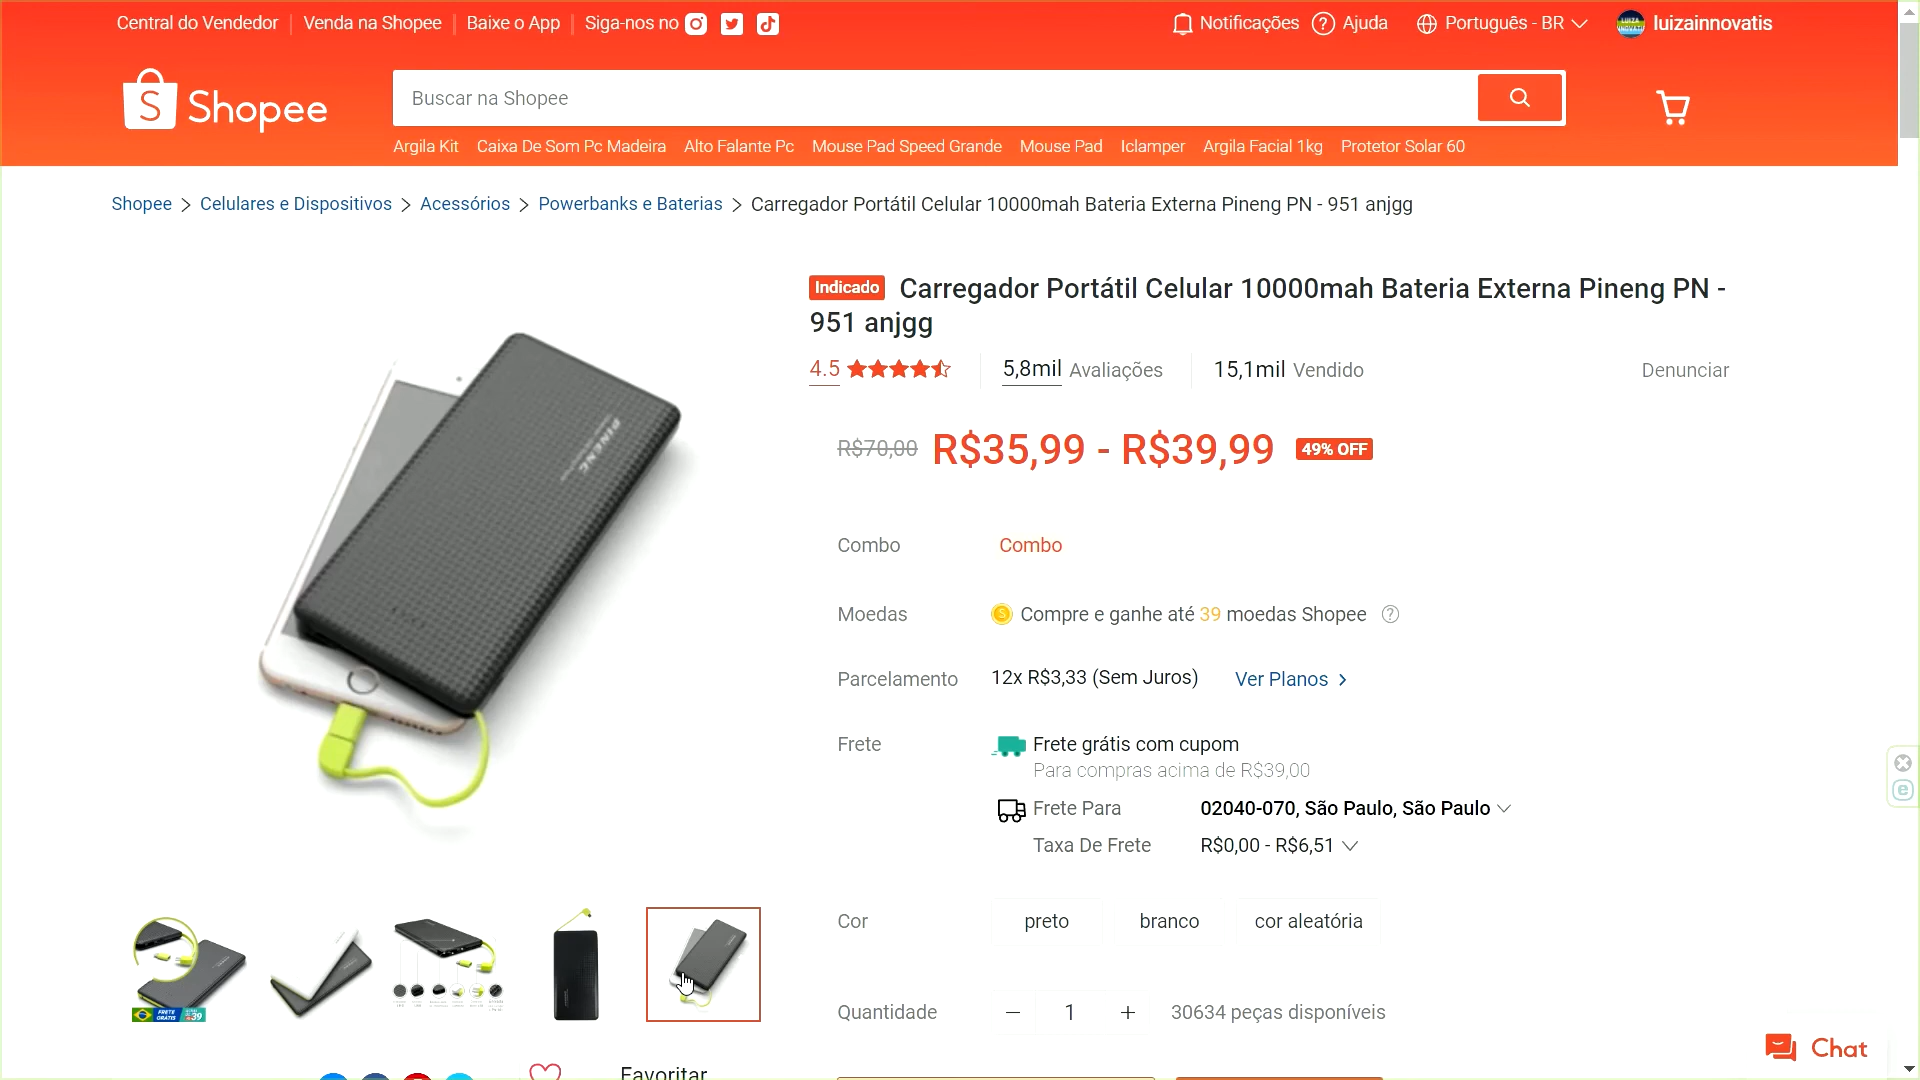 Central do Vendedor | Venda na Shopee | Baixe o App | Siga-nos no
Notificações Ajuda Português - BR luizainnovatis
Shopee
Buscar na Shopee
Argila Kit Caixa De Som Pc Madeira Alto Falante Pc Mouse Pad Speed Grande Mouse Pad Iclamper Argila Facial 1kg Protetor Solar 60
Shopee > Celulares e Dispositivos > Acessórios > Powerbanks e Baterias > Carregador Portátil Celular 10000mah Bateria Externa Pineng PN - 951 anjgg
Indicado Carregador Portátil Celular 10000mah Bateria Externa Pineng PN -
951 anjgg
4.5 5,8mil Avaliações 15,1mil Vendido Denunciar
R$70,00 R$35,99 - R$39,99 49% OFF
PINENG
Combo Combo
Moedas Compre e ganhe até 39 moedas Shopee
Parcelamento 12x R$3,33 (Sem Juros) Ver Planos >
Frete Frete grátis com cupom
Para compras acima de R$39,00
Frete Para 02040-070, São Paulo, São Paulo
Taxa De Frete R$0,00 - R$6,51
Cor preto branco cor aleatória
FRETE
GRÁTIS
39
Quantidade 1 30634 peças disponíveis
Chat
Favoritar